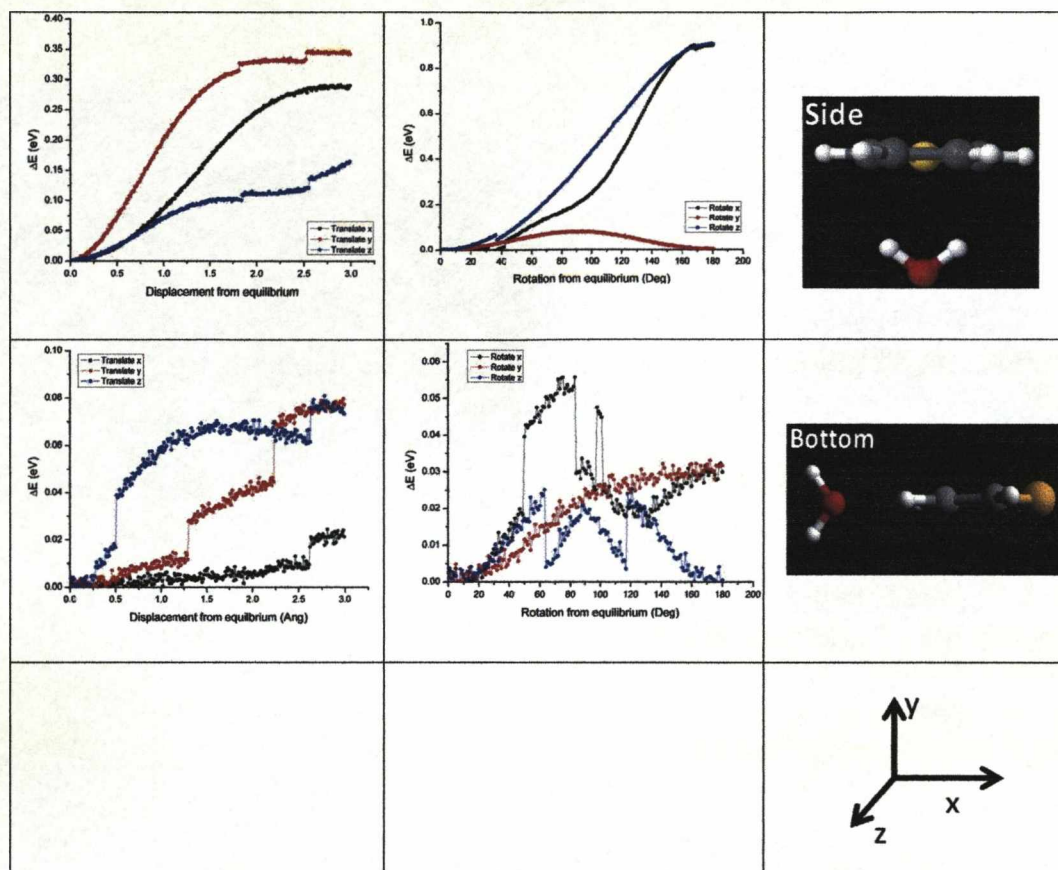 0.40
0.35
0.30
0.25
0.20
0.15
0.10
0.05
0.00
ΔE (eV)
Translate x
Translate y
Translate z
0.0 0.5 1.0 1.5 2.0 2.5 3.0
Displacement from equilibrium
1.0
0.8
0.6
0.4
0.2
0.0
ΔE (eV)
Rotate x
Rotate y
Rotate z
0 20 40 60 80 100 120 140 160 180 200
Rotation from equilibrium (Deg)
Side
0.10
0.08
0.06
0.04
0.02
0.00
ΔE (eV)
Translate x
Translate y
Translate z
0.0 0.5 1.0 1.5 2.0 2.5 3.0
Displacement from equilibrium (Ang)
0.06
0.05
0.04
0.03
0.02
0.01
0.00
ΔE (eV)
Rotate x
Rotate y
Rotate z
0 20 40 60 80 100 120 140 160 180 200
Rotation from equilibrium (Deg)
Bottom
y
x
z